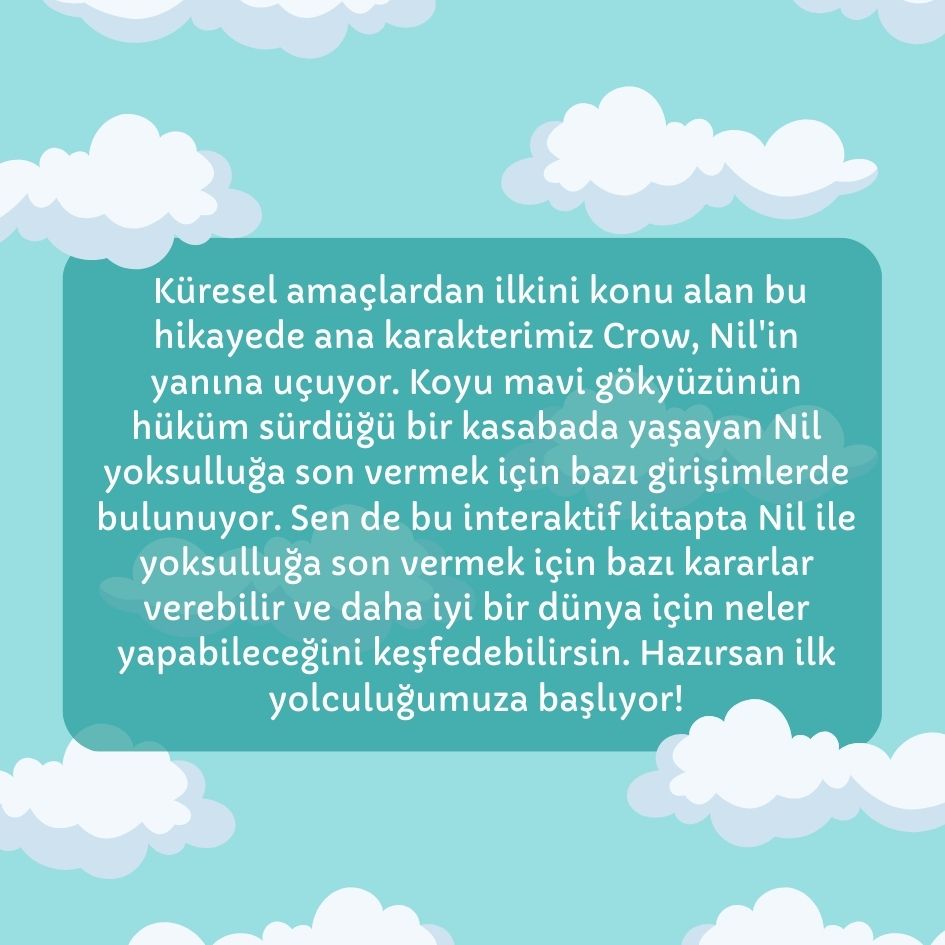 Küresel amaçlardan ilkini konu alan bu
hikayede ana karakterimiz Crow, Nil'in
yanına uçuyor. Koyu mavi gökyüzünün
hüküm sürdüğü bir kasabada yaşayan Nil
yoksulluğa son vermek için bazı girişimlerde
bulunuyor. Sen de bu interaktif kitapta Nil ile
yoksulluğa son vermek için bazı kararlar
verebilir ve daha iyi bir dünya için neler
yapabileceğini keşfedebilirsin. Hazırsan ilk
yolculuğumuza başlıyor!